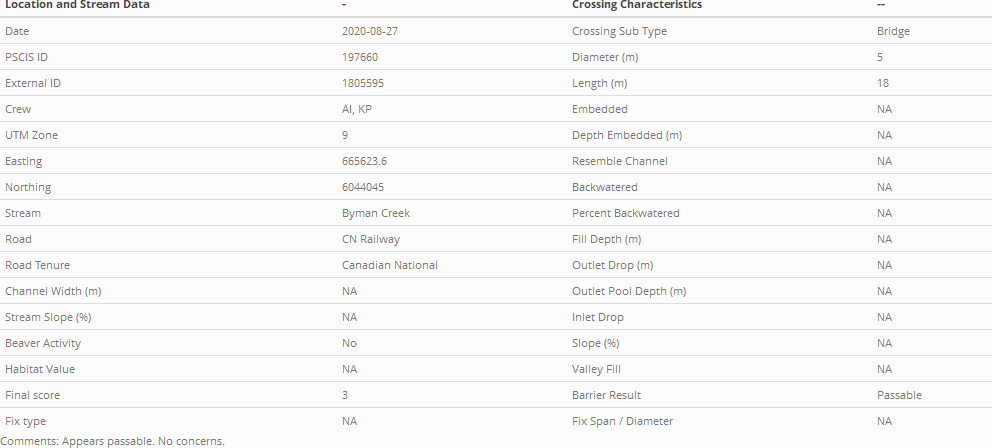 Location and Stream Data - Crossing Characteristics --
Date 2020-08-27 Crossing Sub Type Bridge
PSCIS ID 197660 Diameter (m) 5
External ID 1805595 Length (m) 18
Crew AI, KP Embedded NA
UTM Zone 9 Depth Embedded (m) NA
Easting 665623.6 Resemble Channel NA
Northing 6044045 Backwatered NA
Stream Byman Creek Percent Backwatered NA
Road CN Railway Fill Depth (m) NA
Road Tenure Canadian National Outlet Drop (m) NA
Channel Width (m) NA Outlet Pool Depth (m) NA
Stream Slope (%) NA Inlet Drop NA
Beaver Activity No Slope (%) NA
Habitat Value NA Valley Fill NA
Final score 3 Barrier Result Passable
Fix type NA Fix Span / Diameter NA
Comments: Appears passable. No concerns.